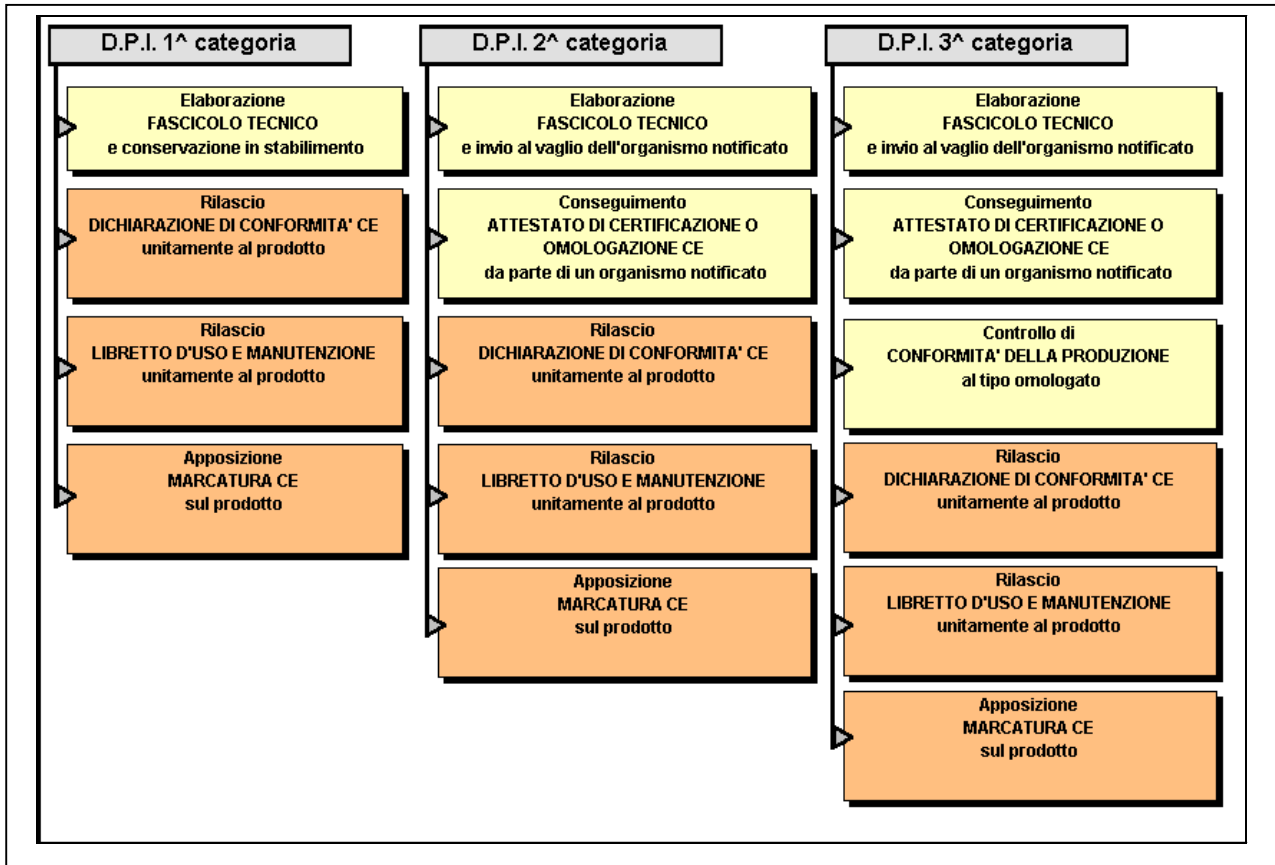 D.P.I. 1^ categoria
Elaborazione
FASCICOLO TECNICO
e conservazione in stabilimento
Rilascio
DICHIARAZIONE DI CONFORMITA' CE
unitamente al prodotto
Rilascio
LIBRETTO D'USO E MANUTENZIONE
unitamente al prodotto
Apposizione
MARCATURA CE
sul prodotto
D.P.I. 2^ categoria
Elaborazione
FASCICOLO TECNICO
e invio al vaglio dell'organismo notificato
Conseguimento
ATTESTATO DI CERTIFICAZIONE O
OMOLOGAZIONE CE
da parte di un organismo notificato
Rilascio
DICHIARAZIONE DI CONFORMITA' CE
unitamente al prodotto
Rilascio
LIBRETTO D'USO E MANUTENZIONE
unitamente al prodotto
Apposizione
MARCATURA CE
sul prodotto
D.P.I. 3^ categoria
Elaborazione
FASCICOLO TECNICO
e invio al vaglio dell'organismo notificato
Conseguimento
ATTESTATO DI CERTIFICAZIONE O
OMOLOGAZIONE CE
da parte di un organismo notificato
Controllo di
CONFORMITA' DELLA PRODUZIONE
al tipo omologato
Rilascio
DICHIARAZIONE DI CONFORMITA' CE
unitamente al prodotto
Rilascio
LIBRETTO D'USO E MANUTENZIONE
unitamente al prodotto
Apposizione
MARCATURA CE
sul prodotto